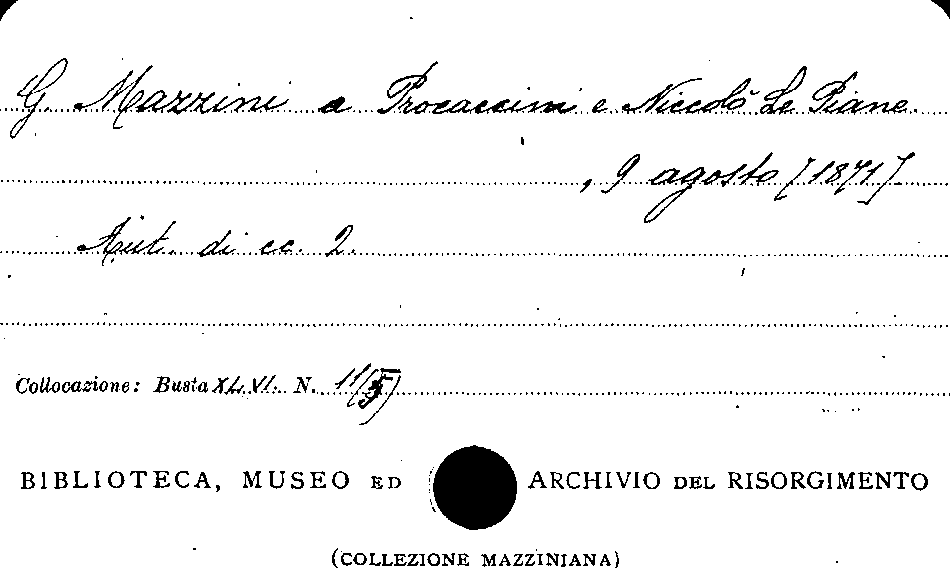 G. Mazzini a Procaccini e Niccolò Le Piane
, 9 agosto [1871].
Aut. di cc. 2.
Collocazione: Busta XLVI. N. 11(5)
BIBLIOTECA, MUSEO ED ARCHIVIO DEL RISORGIMENTO
(COLLEZIONE MAZZINIANA)